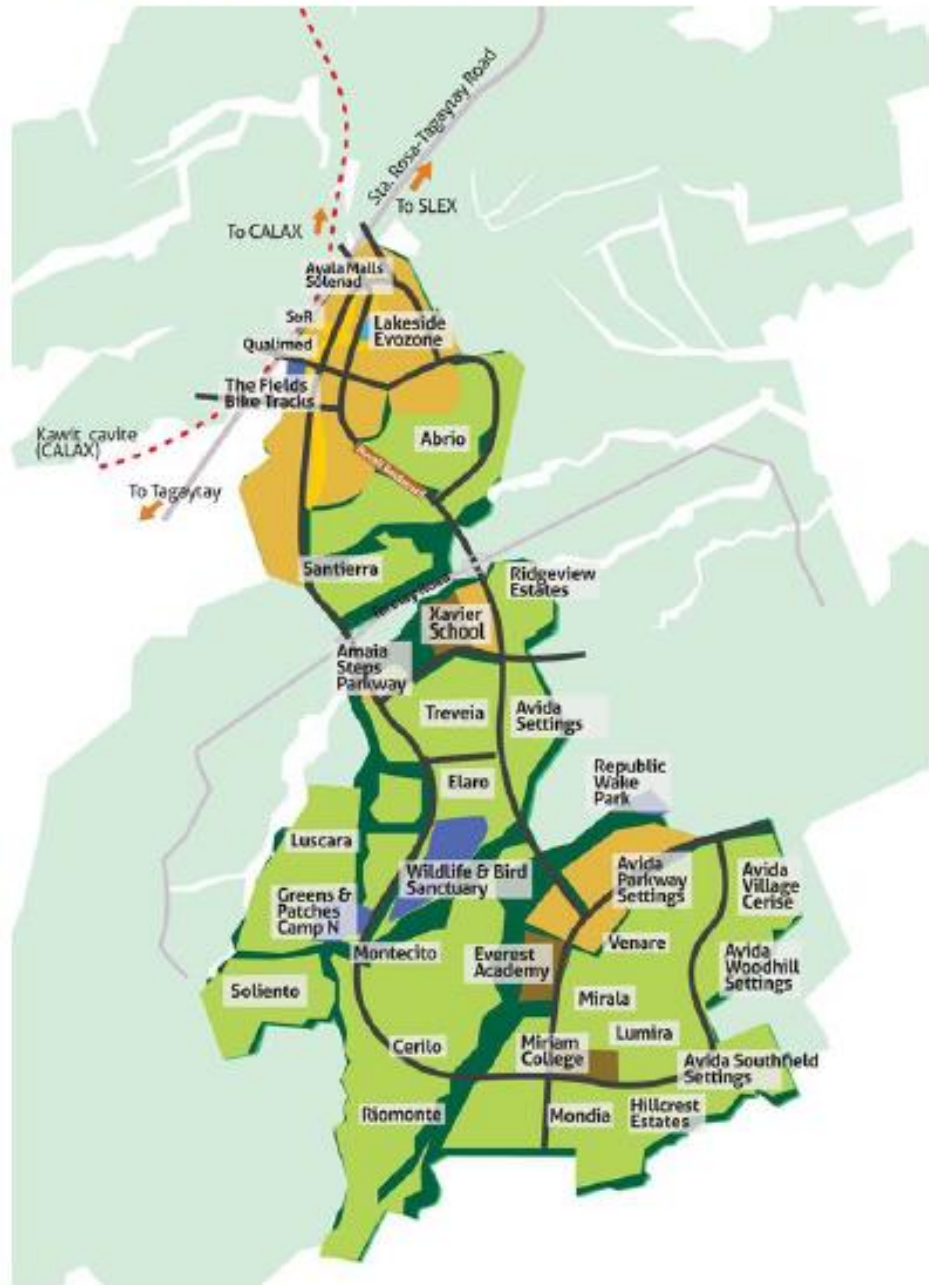 Sta. Rosa-Tagaytay Road
To SLEX
To CALAX
Ayala Malls
Solenad
S&R
Lakeside
Evozone
Qualimed
The Fields
Bike Tracks
Kawit cavite
(CALAX)
Abrio
To Tagaytay
Santierra
Ridgeview
Estates
Road
Xavier
School
Amaia
Steps
Parkway
Treveia
Avida
Settings
Republic
Wake
Park
Elaro
Luscara
Wildlife & Bird
Sanctuary
Avida
Parkway
Settings
Avida
Village
Cerise
Greens &
Patches
Camp N
Montecito
Everest
Academy
Venare
Avida
Woodhill
Settings
Soliento
Mirala
Lumira
Cerilo
Miriam
College
Avida Southfield
Settings
Riomonte
Mondia
Hillcrest
Estates